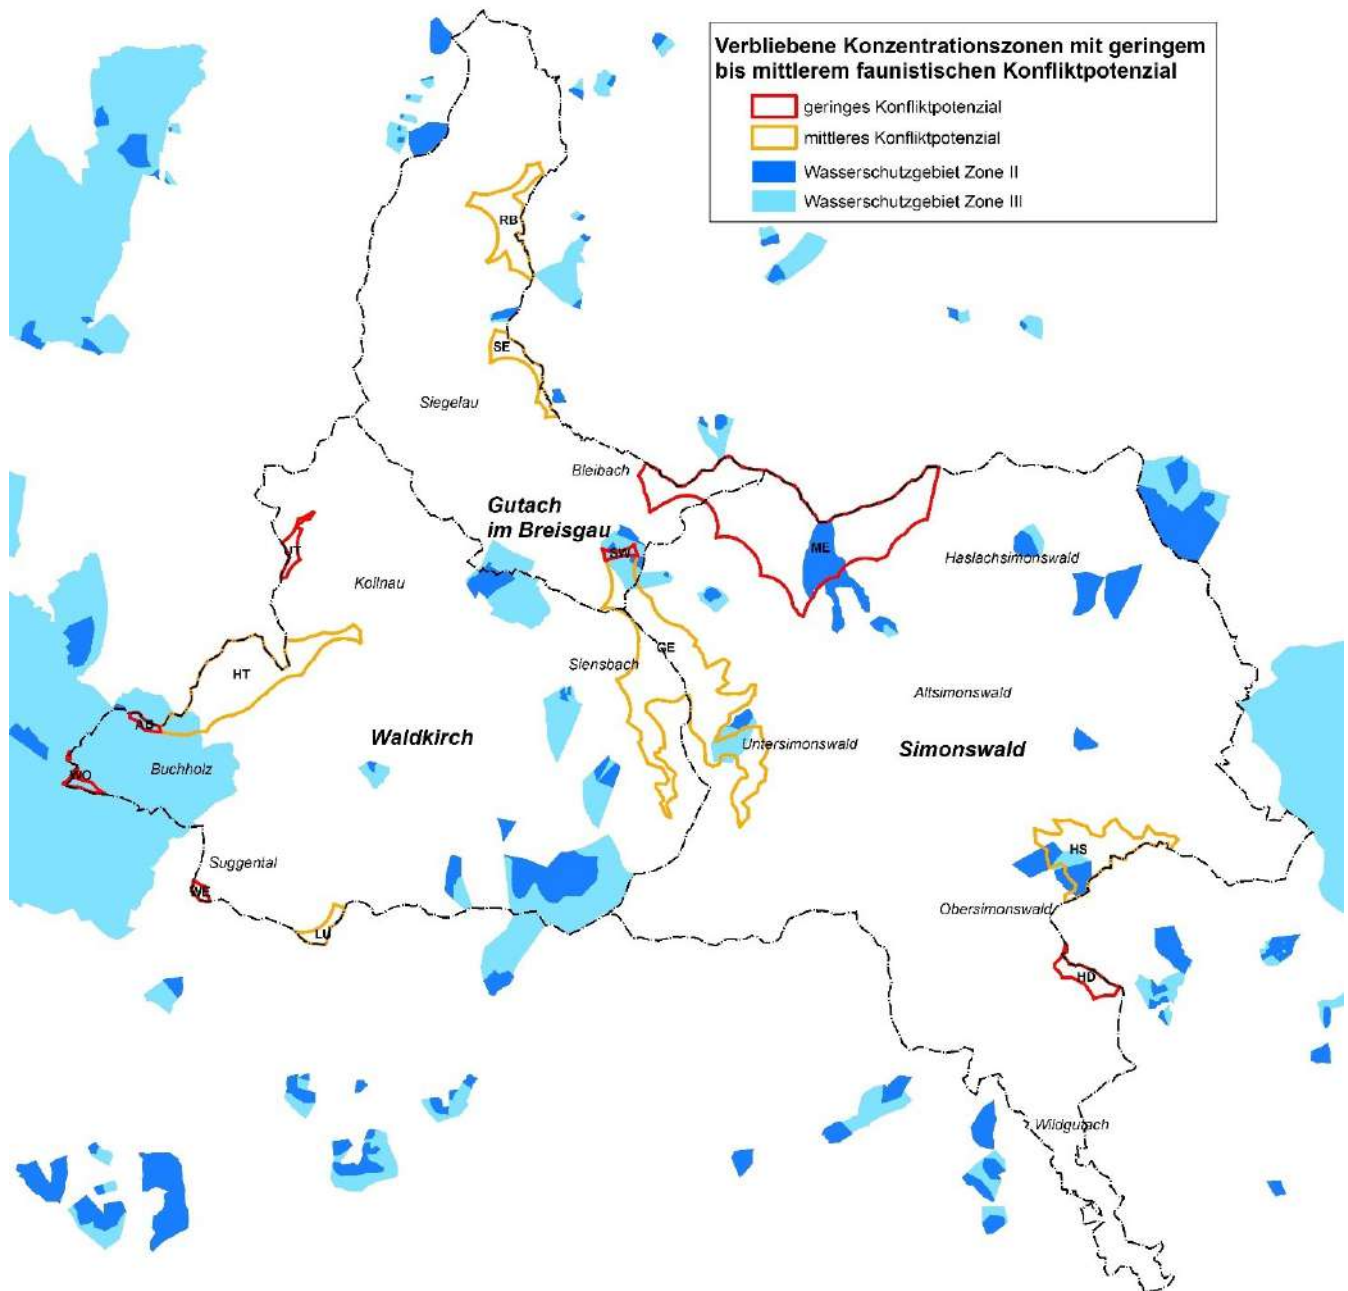 Verbliebene Konzentrationszonen mit geringem
bis mittlerem faunistischen Konfliktpotenzial
geringes Konfliktpotenzial
mittleres Konfliktpotenzial
Wasserschutzgebiet Zone II
Wasserschutzgebiet Zone III
RB
SE
Siegelau
Bleibach
Gutach
im Breisgau
SW
ME
Haslachsimonswald
Kollnau
GE
Siensbach
HT
Altsimonswald
Waldkirch
Untersimonswald
Simonswald
Buchholz
WO
HS
Suggental
WE
Obersimonswald
LU
HD
Wildgutach